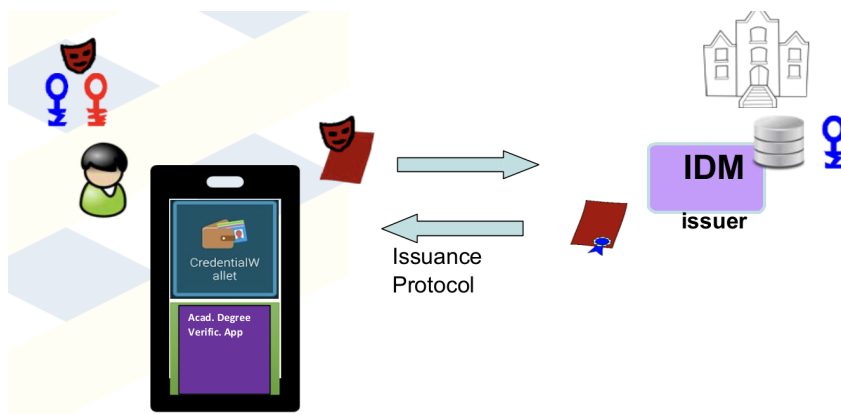 IDM
issuer
CredentialW
allet
Issuance
Protocol
Acad. Degree
Verific. App